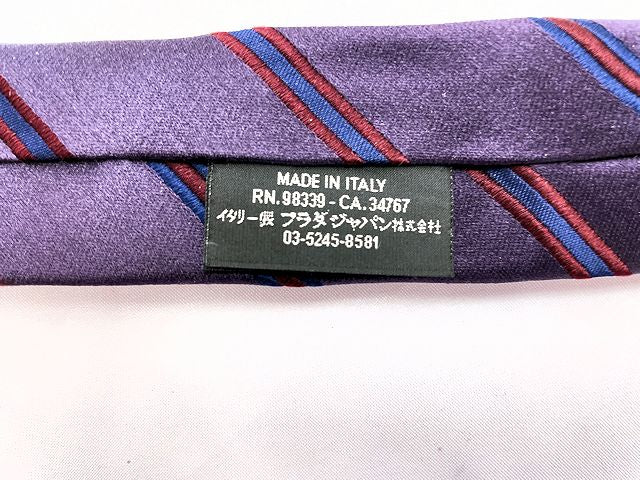 MADE IN ITALY
RN.98339 - CA.34767
イタリー製 プラダジャパン株式会社
03-5245-8581